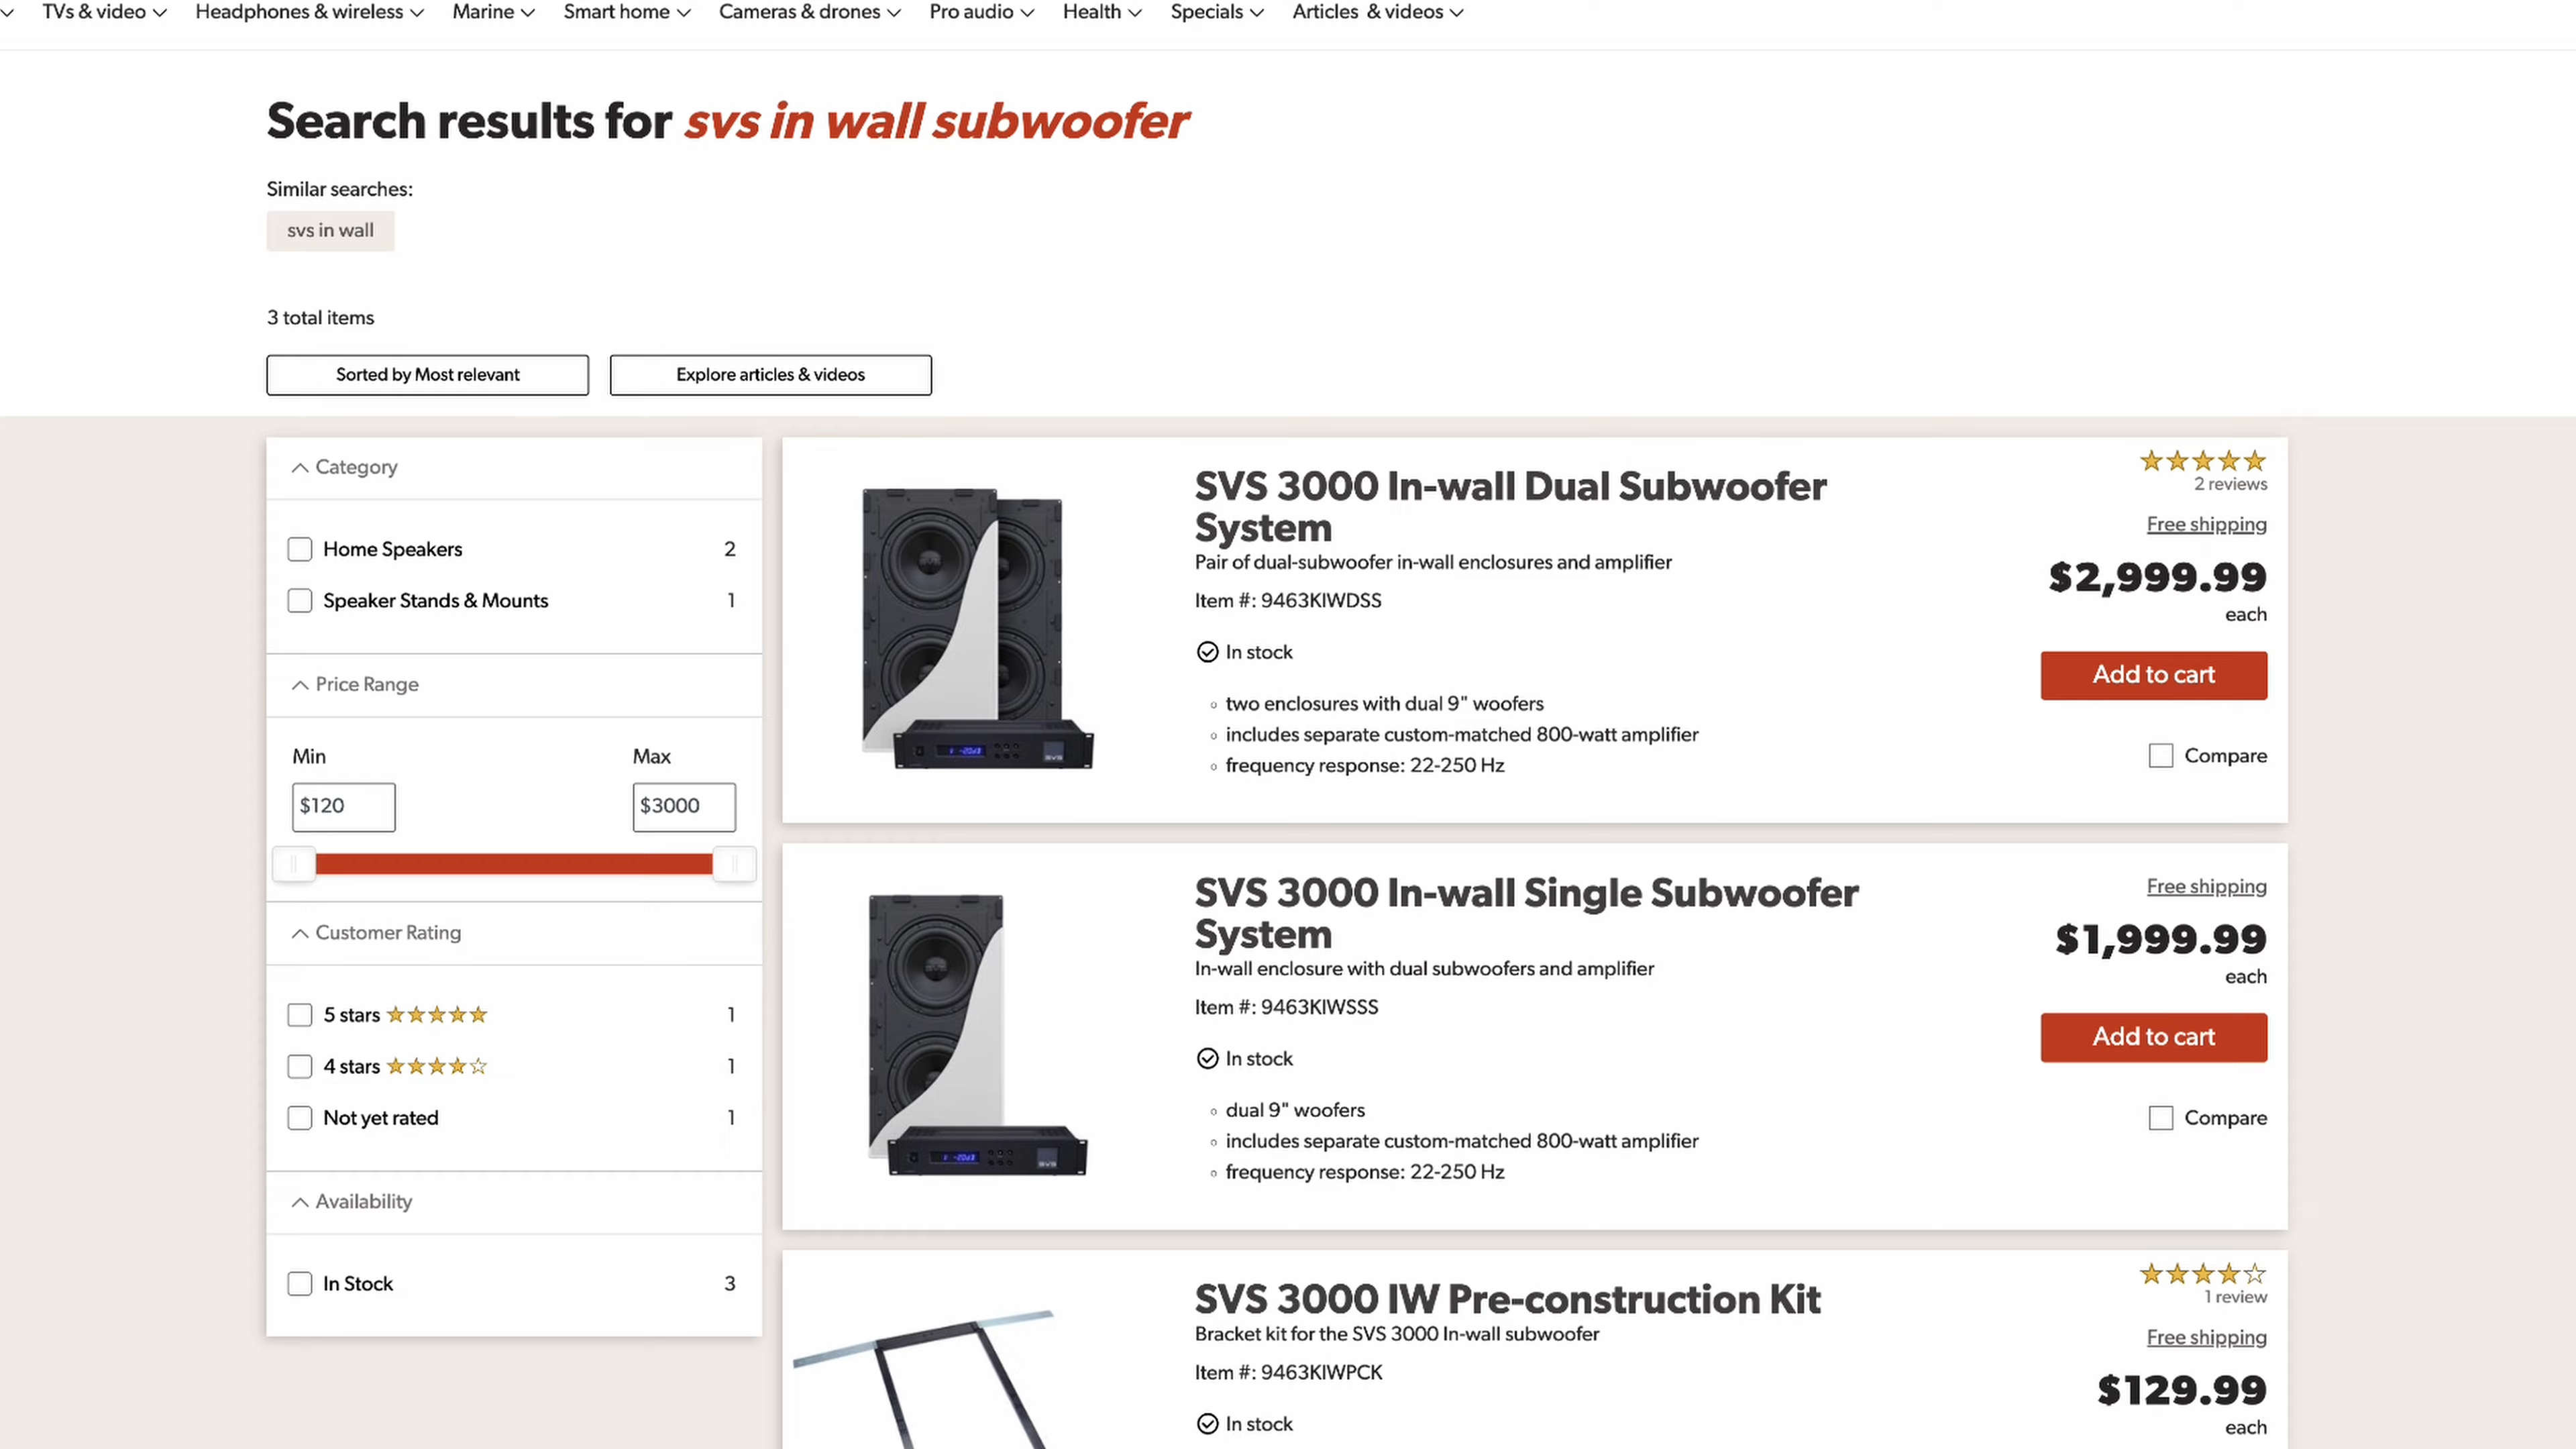 TVs & video Headphones & wireless Marine Smart home Cameras & drones Pro audio Health Specials Articles & videos
Search results for svs in wall subwoofer
Similar searches:
svs in wall
3 total items
Sorted by Most relevant Explore articles & videos
Category
Home Speakers 2
Speaker Stands & Mounts 1
Price Range
Min Max
$120 $3000
Customer Rating
5 stars 1
4 stars 1
Not yet rated 1
Availability
In Stock 3
SVS 3000 In-wall Dual Subwoofer
System
Pair of dual-subwoofer in-wall enclosures and amplifier
Item #: 9463KIWDSS
In stock
two enclosures with dual 9" woofers
includes separate custom-matched 800-watt amplifier
frequency response: 22-250 Hz
2 reviews
Free shipping
$2,999.99
each
Add to cart
Compare
SVS 3000 In-wall Single Subwoofer
System
In-wall enclosure with dual subwoofers and amplifier
Item #: 9463KIWSSS
In stock
dual 9" woofers
includes separate custom-matched 800-watt amplifier
frequency response: 22-250 Hz
Free shipping
$1,999.99
each
Add to cart
Compare
SVS 3000 IW Pre-construction Kit
Bracket kit for the SVS 3000 In-wall subwoofer
Item #: 9463KIWPCK
In stock
1 review
Free shipping
$129.99
each